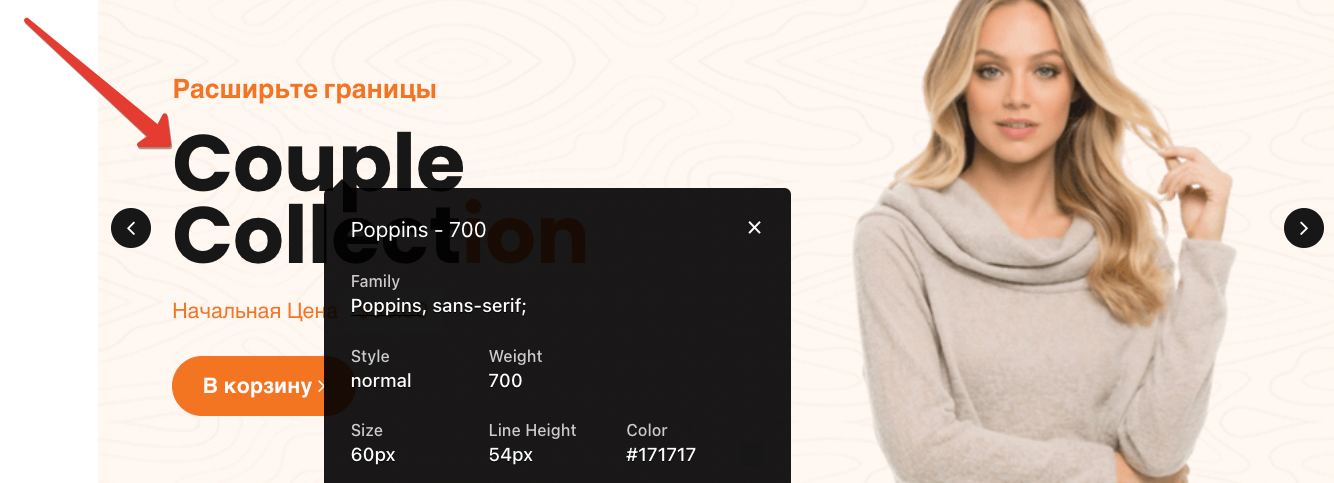 Расширьте границы
Couple
Collection
Начальная Цена
В корзину
Poppins - 700
Family
Poppins, sans-serif;
Style
Weight
normal
700
Size
Line Height
Color
60px
54px
#171717